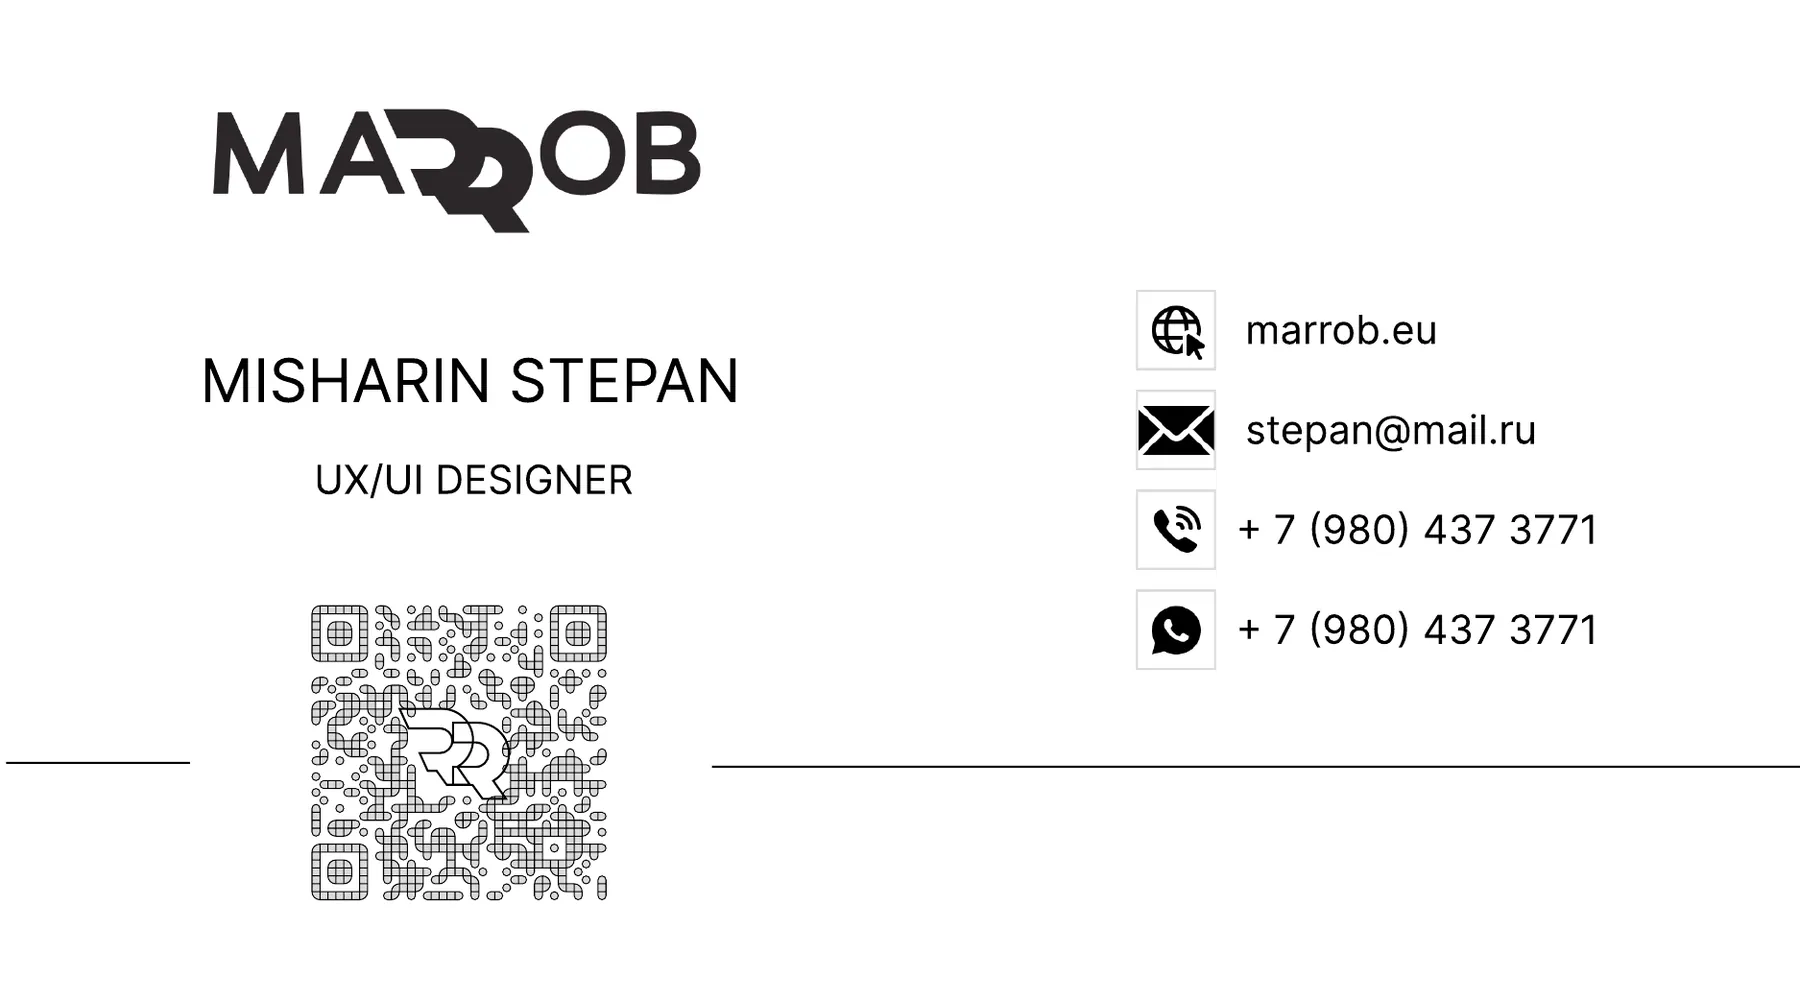 MARROB
MISHARIN STEPAN
UX/UI DESIGNER
marrob.eu
stepan@mail.ru
+ 7 (980) 437 3771
+ 7 (980) 437 3771
RR